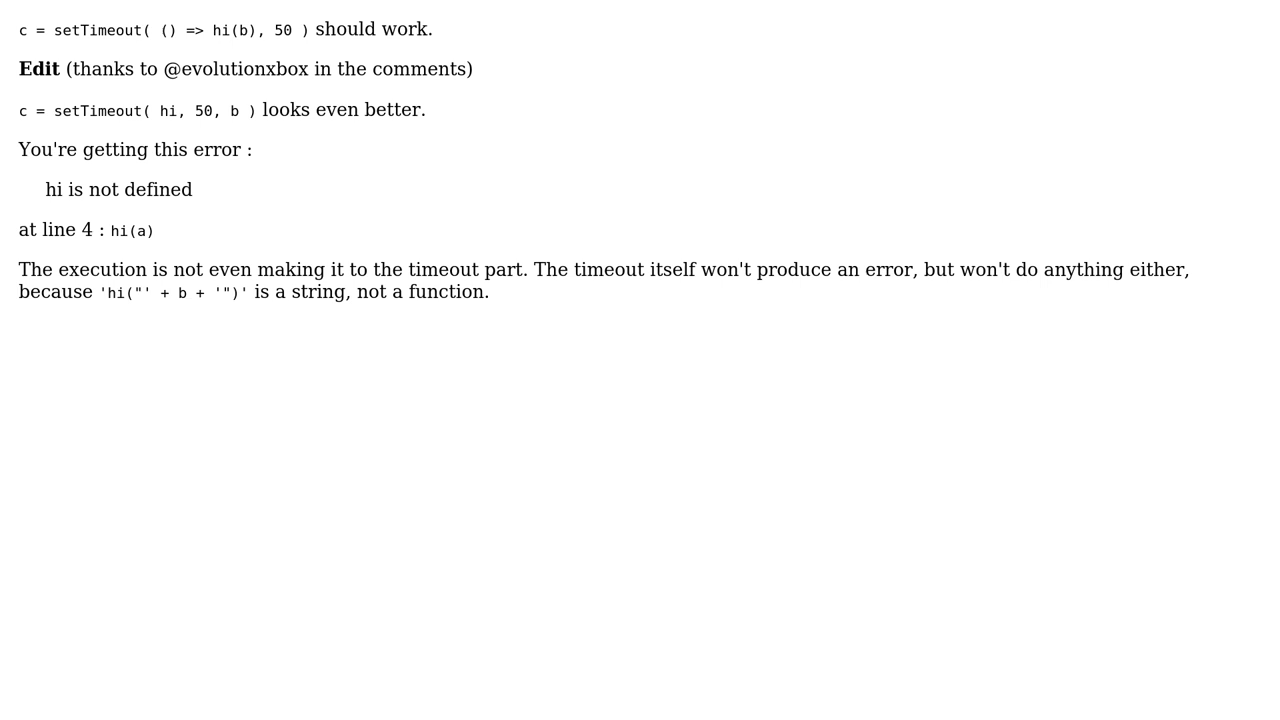 c = setTimeout( () => hi(b), 50 ) should work.
Edit (thanks to @evolutionxbox in the comments)
c = setTimeout( hi, 50, b ) looks even better.
You're getting this error :
hi is not defined
at line 4 : hi(a)
The execution is not even making it to the timeout part. The timeout itself won't produce an error, but won't do anything either,
because 'hi("' + b + '")' is a string, not a function.